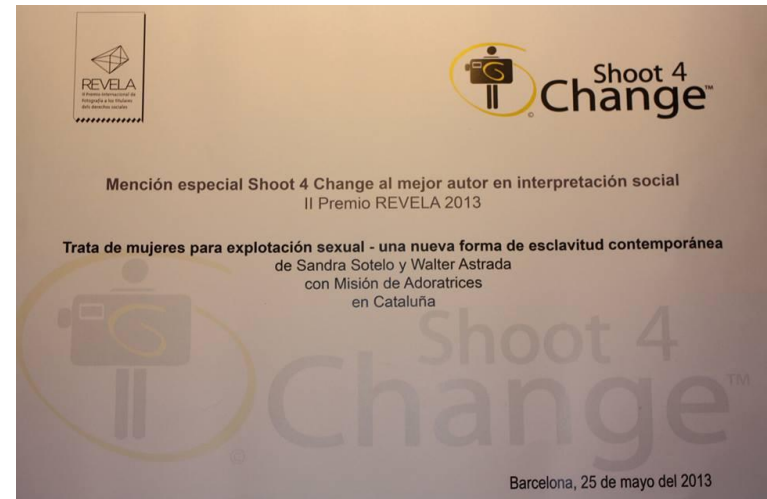 REVELA
II Premio internacional de
fotografía a los titulares
dels derechos sociales
Shoot 4
Change™
©
Mención especial Shoot 4 Change al mejor autor en interpretación social
II Premio REVELA 2013
Trata de mujeres para explotación sexual - una nueva forma de esclavitud contemporánea
de Sandra Sotelo y Walter Astrada
con Misión de Adoratrices
en Cataluña
Shoot 4
Change™
©
Barcelona, 25 de mayo del 2013